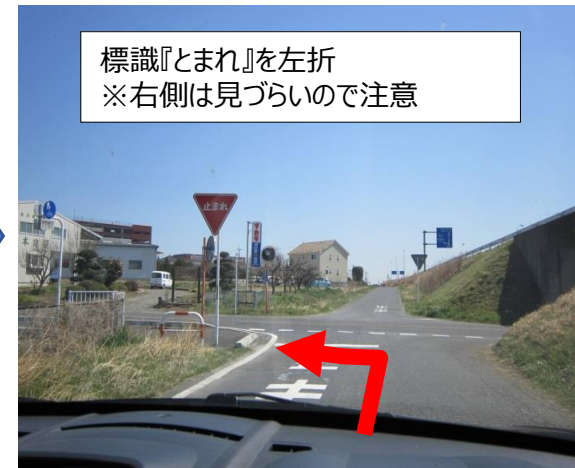 標識『とまれ』を左折
※右側は見づらいので注意
止まれ